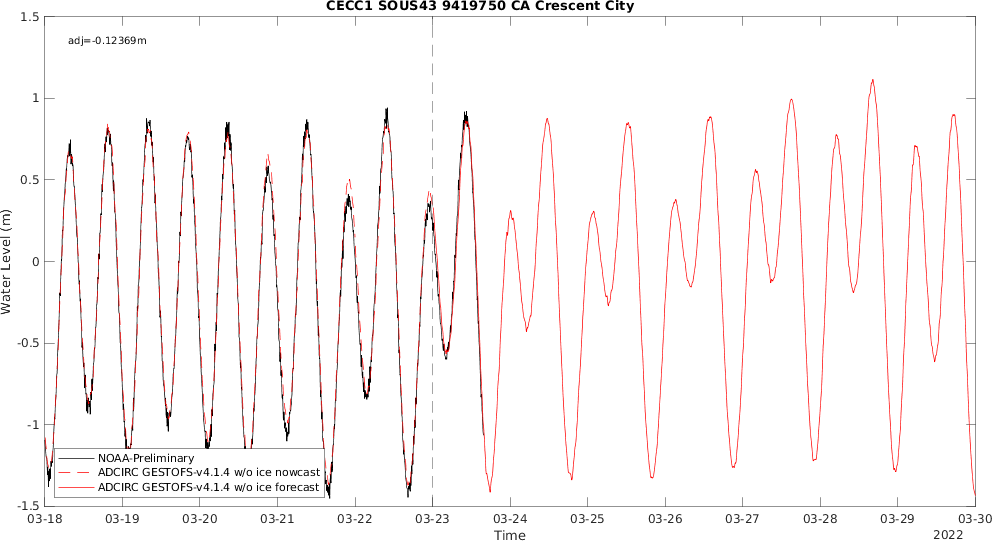 CECC1 SOUS43 9419750 CA Crescent City
1.5
adj=-0.12369m
1
0.5
0
-0.5
-1
-1.5
Water Level (m)
NOAA-Preliminary
ADCIRC GESTOFS-v4.1.4 w/o ice nowcast
ADCIRC GESTOFS-v4.1.4 w/o ice forecast
03-18 03-19 03-20 03-21 03-22 03-23 03-24 03-25 03-26 03-27 03-28 03-29 03-30
Time
2022